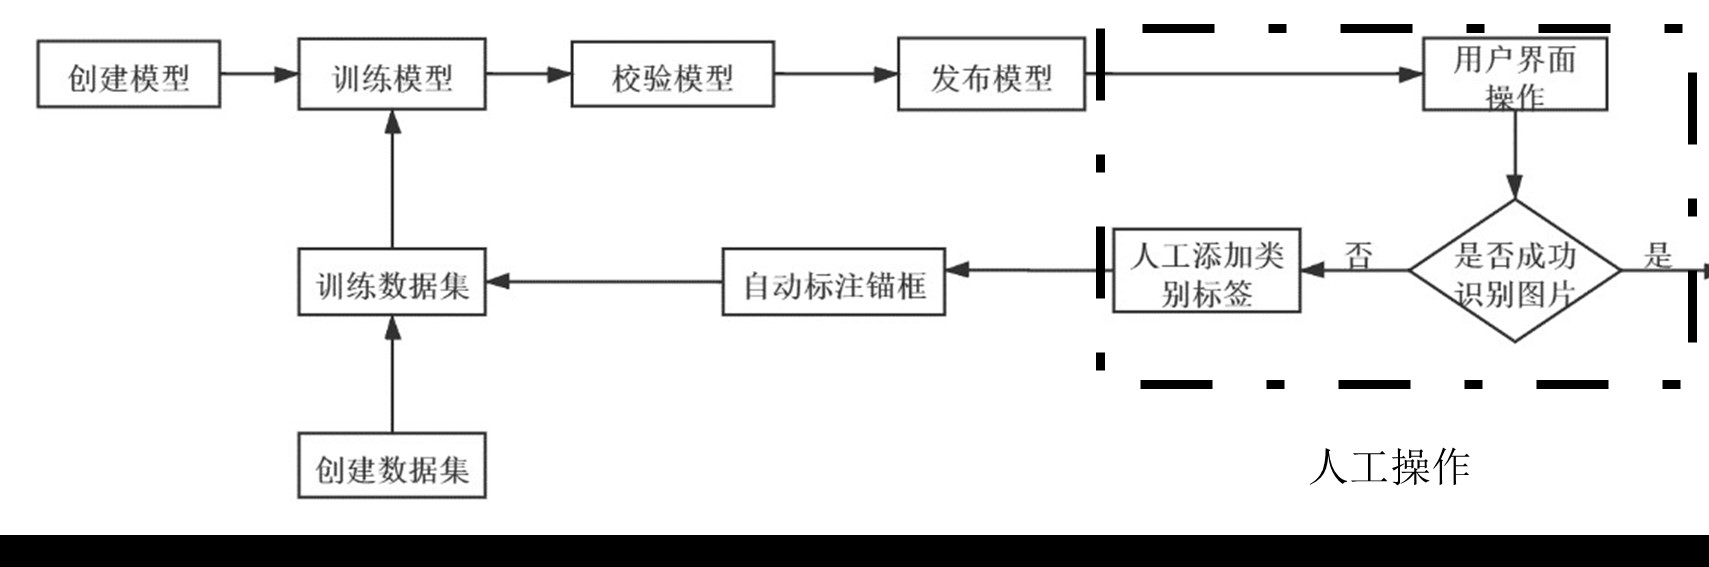 创建模型
训练模型
校验模型
发布模型
用户界面
操作
是否成功
识别图片
是
否
人工添加类
别标签
自动标注锚框
训练数据集
创建数据集
人工操作